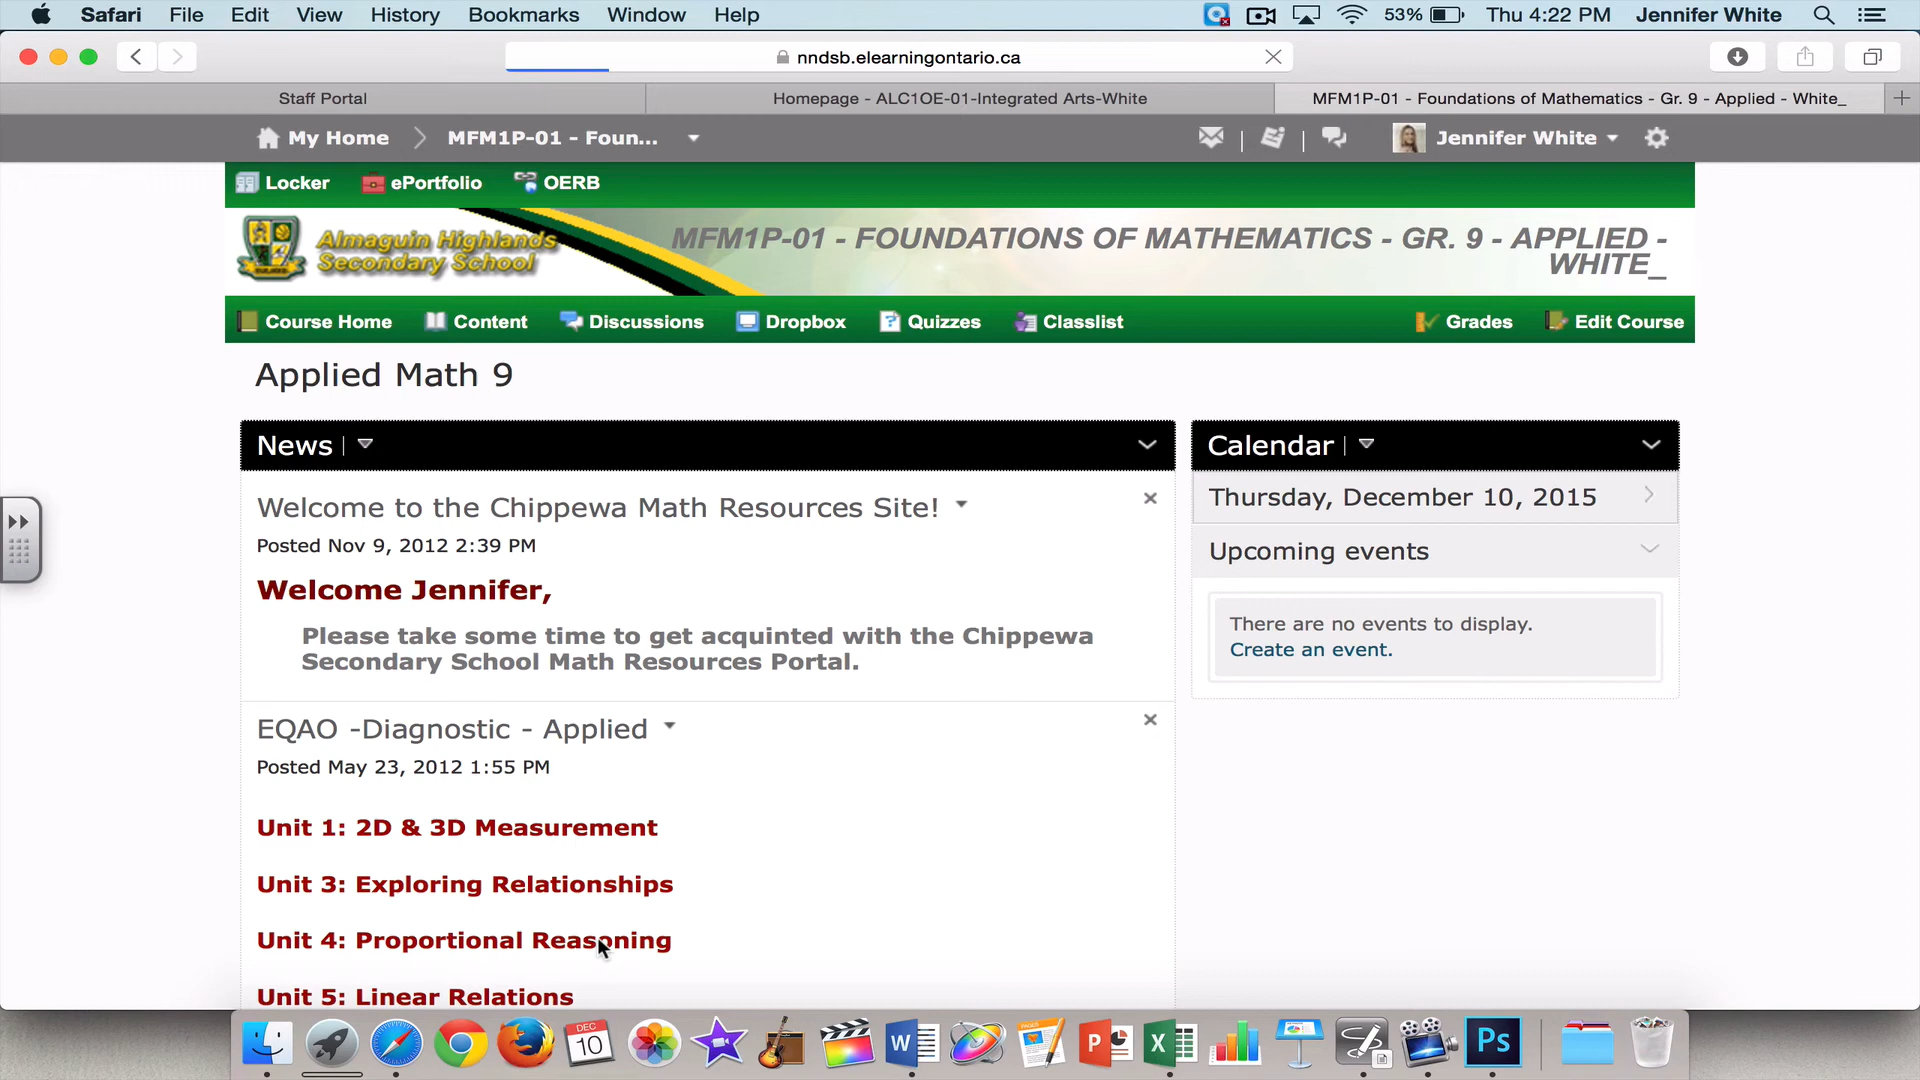 Safari File Edit View History Bookmarks Window Help 53% Thu 4:22 PM Jennifer White
nndsb.elearningontario.ca
Staff Portal Homepage - ALC1OE-01-Integrated Arts-White MFM1P-01 - Foundations of Mathematics - Gr. 9 - Applied - White_
My Home MFM1P-01 - Foun... Jennifer White
Locker ePortfolio OERB
Almaguin Highlands
Secondary School
MFM1P-01 - FOUNDATIONS OF MATHEMATICS - GR. 9 - APPLIED -
WHITE_
Course Home Content Discussions Dropbox Quizzes Classlist Grades Edit Course
Applied Math 9
News
Welcome to the Chippewa Math Resources Site!
Posted Nov 9, 2012 2:39 PM
Welcome Jennifer,
Please take some time to get acquinted with the Chippewa
Secondary School Math Resources Portal.
EQAO -Diagnostic - Applied
Posted May 23, 2012 1:55 PM
Unit 1: 2D & 3D Measurement
Unit 3: Exploring Relationships
Unit 4: Proportional Reasoning
Unit 5: Linear Relations
Calendar
Thursday, December 10, 2015
Upcoming events
There are no events to display.
Create an event.
DEC
10
W
P
X
Ps